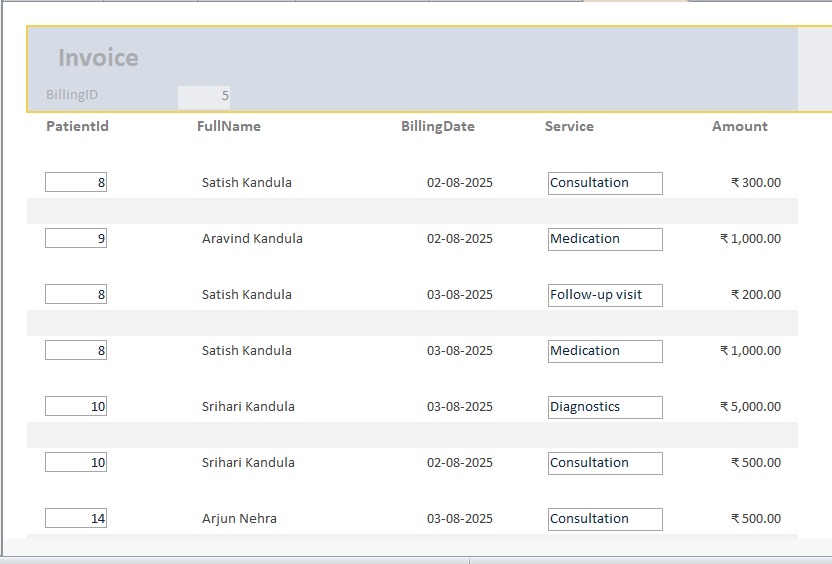 Invoice
BillingID 5
PatientId FullName BillingDate Service Amount
8 Satish Kandula 02-08-2025 Consultation ₹ 300.00
9 Aravind Kandula 02-08-2025 Medication ₹ 1,000.00
8 Satish Kandula 03-08-2025 Follow-up visit ₹ 200.00
8 Satish Kandula 03-08-2025 Medication ₹ 1,000.00
10 Srihari Kandula 03-08-2025 Diagnostics ₹ 5,000.00
10 Srihari Kandula 02-08-2025 Consultation ₹ 500.00
14 Arjun Nehra 03-08-2025 Consultation ₹ 500.00